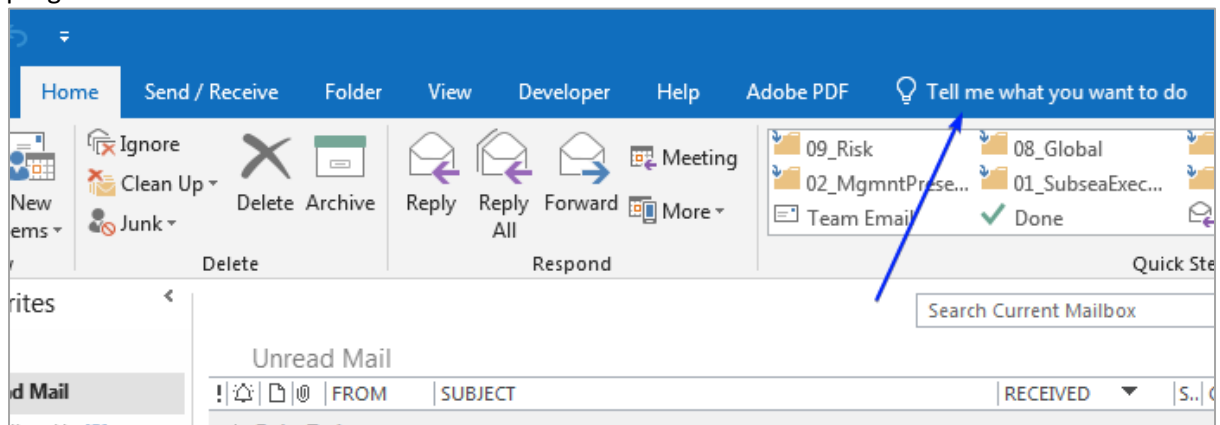 Home Send / Receive Folder View Developer Help Adobe PDF Tell me what you want to do
Ignore
Clean Up
Junk
New
ems
Delete Archive
Reply Reply All Forward
Meeting
More
09_Risk 08_Global
02_MgmntPrese... 01_SubseaExec...
Team Email Done
Delete Respond Quick Ste
rites
Search Current Mailbox
Unread Mail
d Mail
! FROM SUBJECT RECEIVED S..